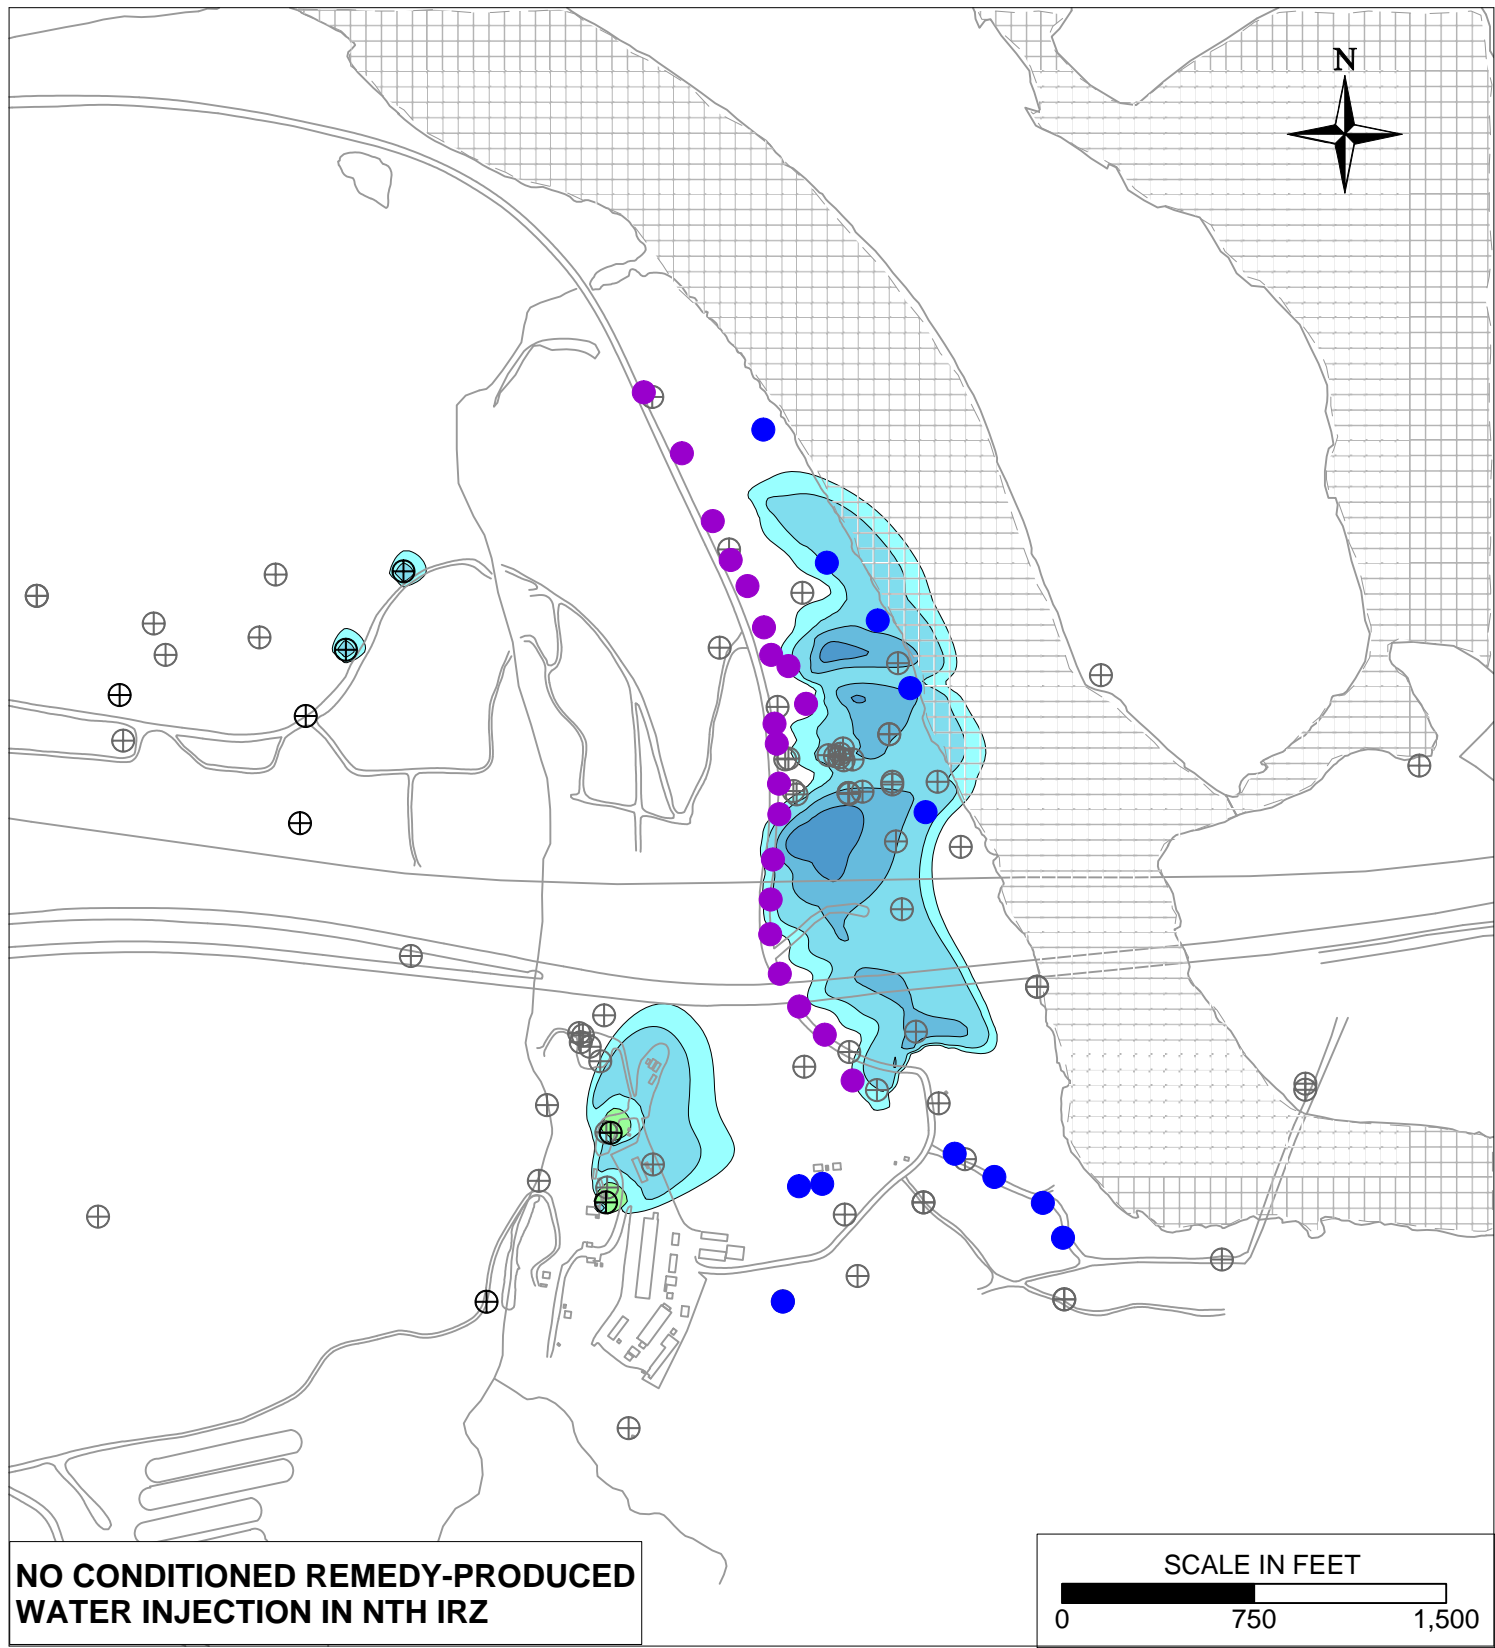 N
NO CONDITIONED REMEDY-PRODUCED
WATER INJECTION IN NTH IRZ
SCALE IN FEET
0 750 1,500